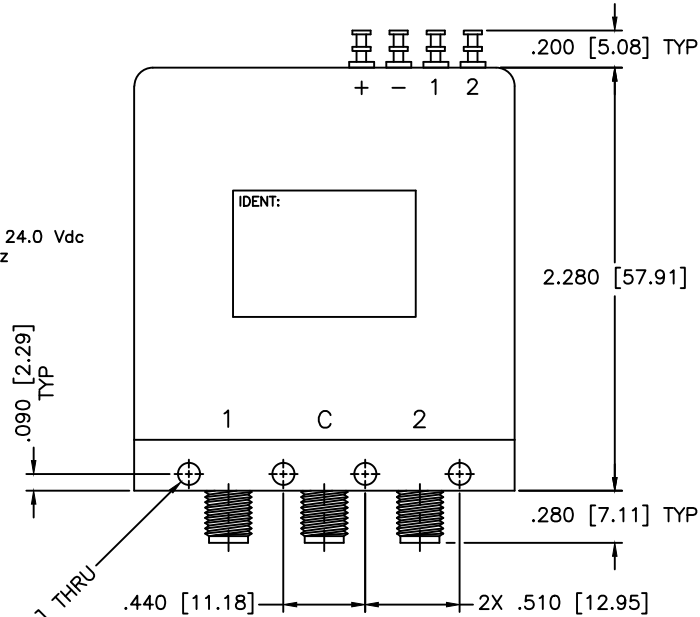 .200 [5.08] TYP
+ − 1 2
IDENT:
24.0 Vdc
z
2.280 [57.91]
.090 [2.29]
TYP
1 C 2
.280 [7.11] TYP
] THRU
.440 [11.18]
2X .510 [12.95]